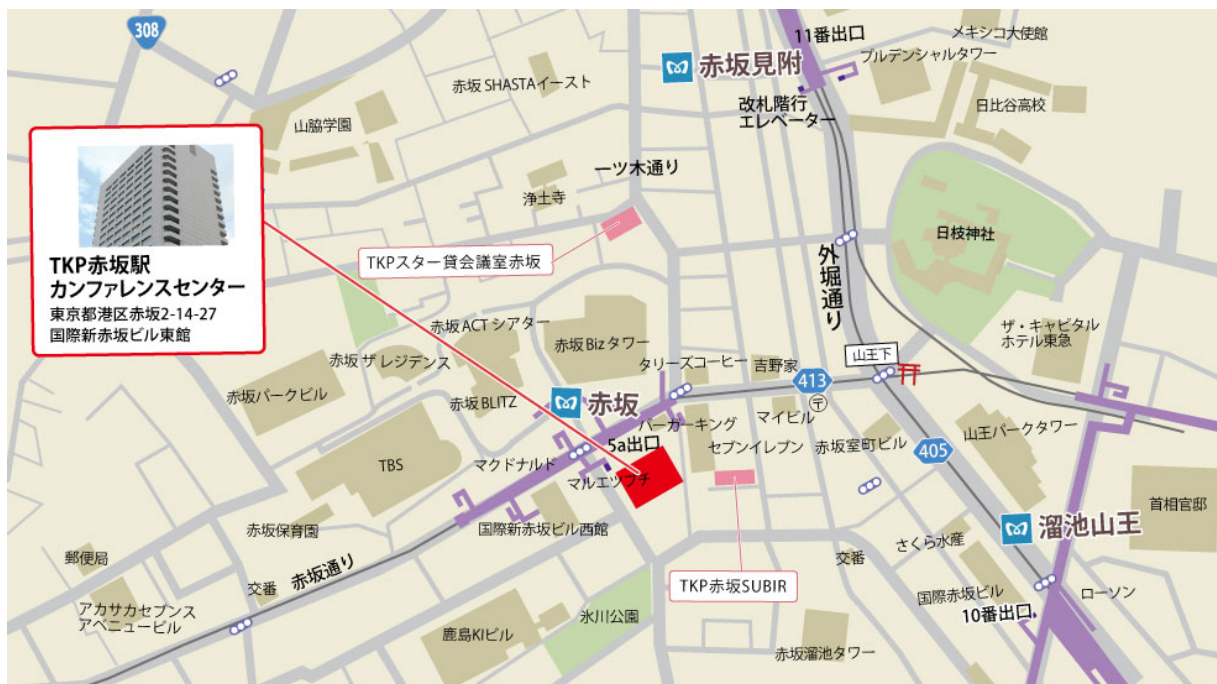 308
11番出口
メキシコ大使館
プルデンシャルタワー
赤坂見附
赤坂 SHASTAイースト
改札階行
エレベーター
日比谷高校
山脇学園
一ツ木通り
浄土寺
日枝神社
TKPスター貸会議室赤坂
外堀通り
TKP赤坂駅
カンファレンスセンター
東京都港区赤坂2-14-27
国際新赤坂ビル東館
赤坂 ACT シアター
赤坂 Biz タワー
赤坂 ザ レジデンス
ザ・キャピタル
ホテル東急
タリーズコーヒー
吉野家
山王下
413
〒
赤坂パークビル
赤坂 BLITZ
赤坂
バーガーキング
マイビル
5a出口
セブンイレブン
赤坂室町ビル
405
山王パークタワー
TBS
マクドナルド
マルエツプチ
首相官邸
赤坂保育園
国際新赤坂ビル西館
溜池山王
さくら水産
郵便局
交番
赤坂通り
交番
TKP赤坂SUBIR
国際赤坂ビル
ローソン
10番出口
アカサカセブンス
アベニュービル
鹿島KIビル
氷川公園
赤坂溜池タワー